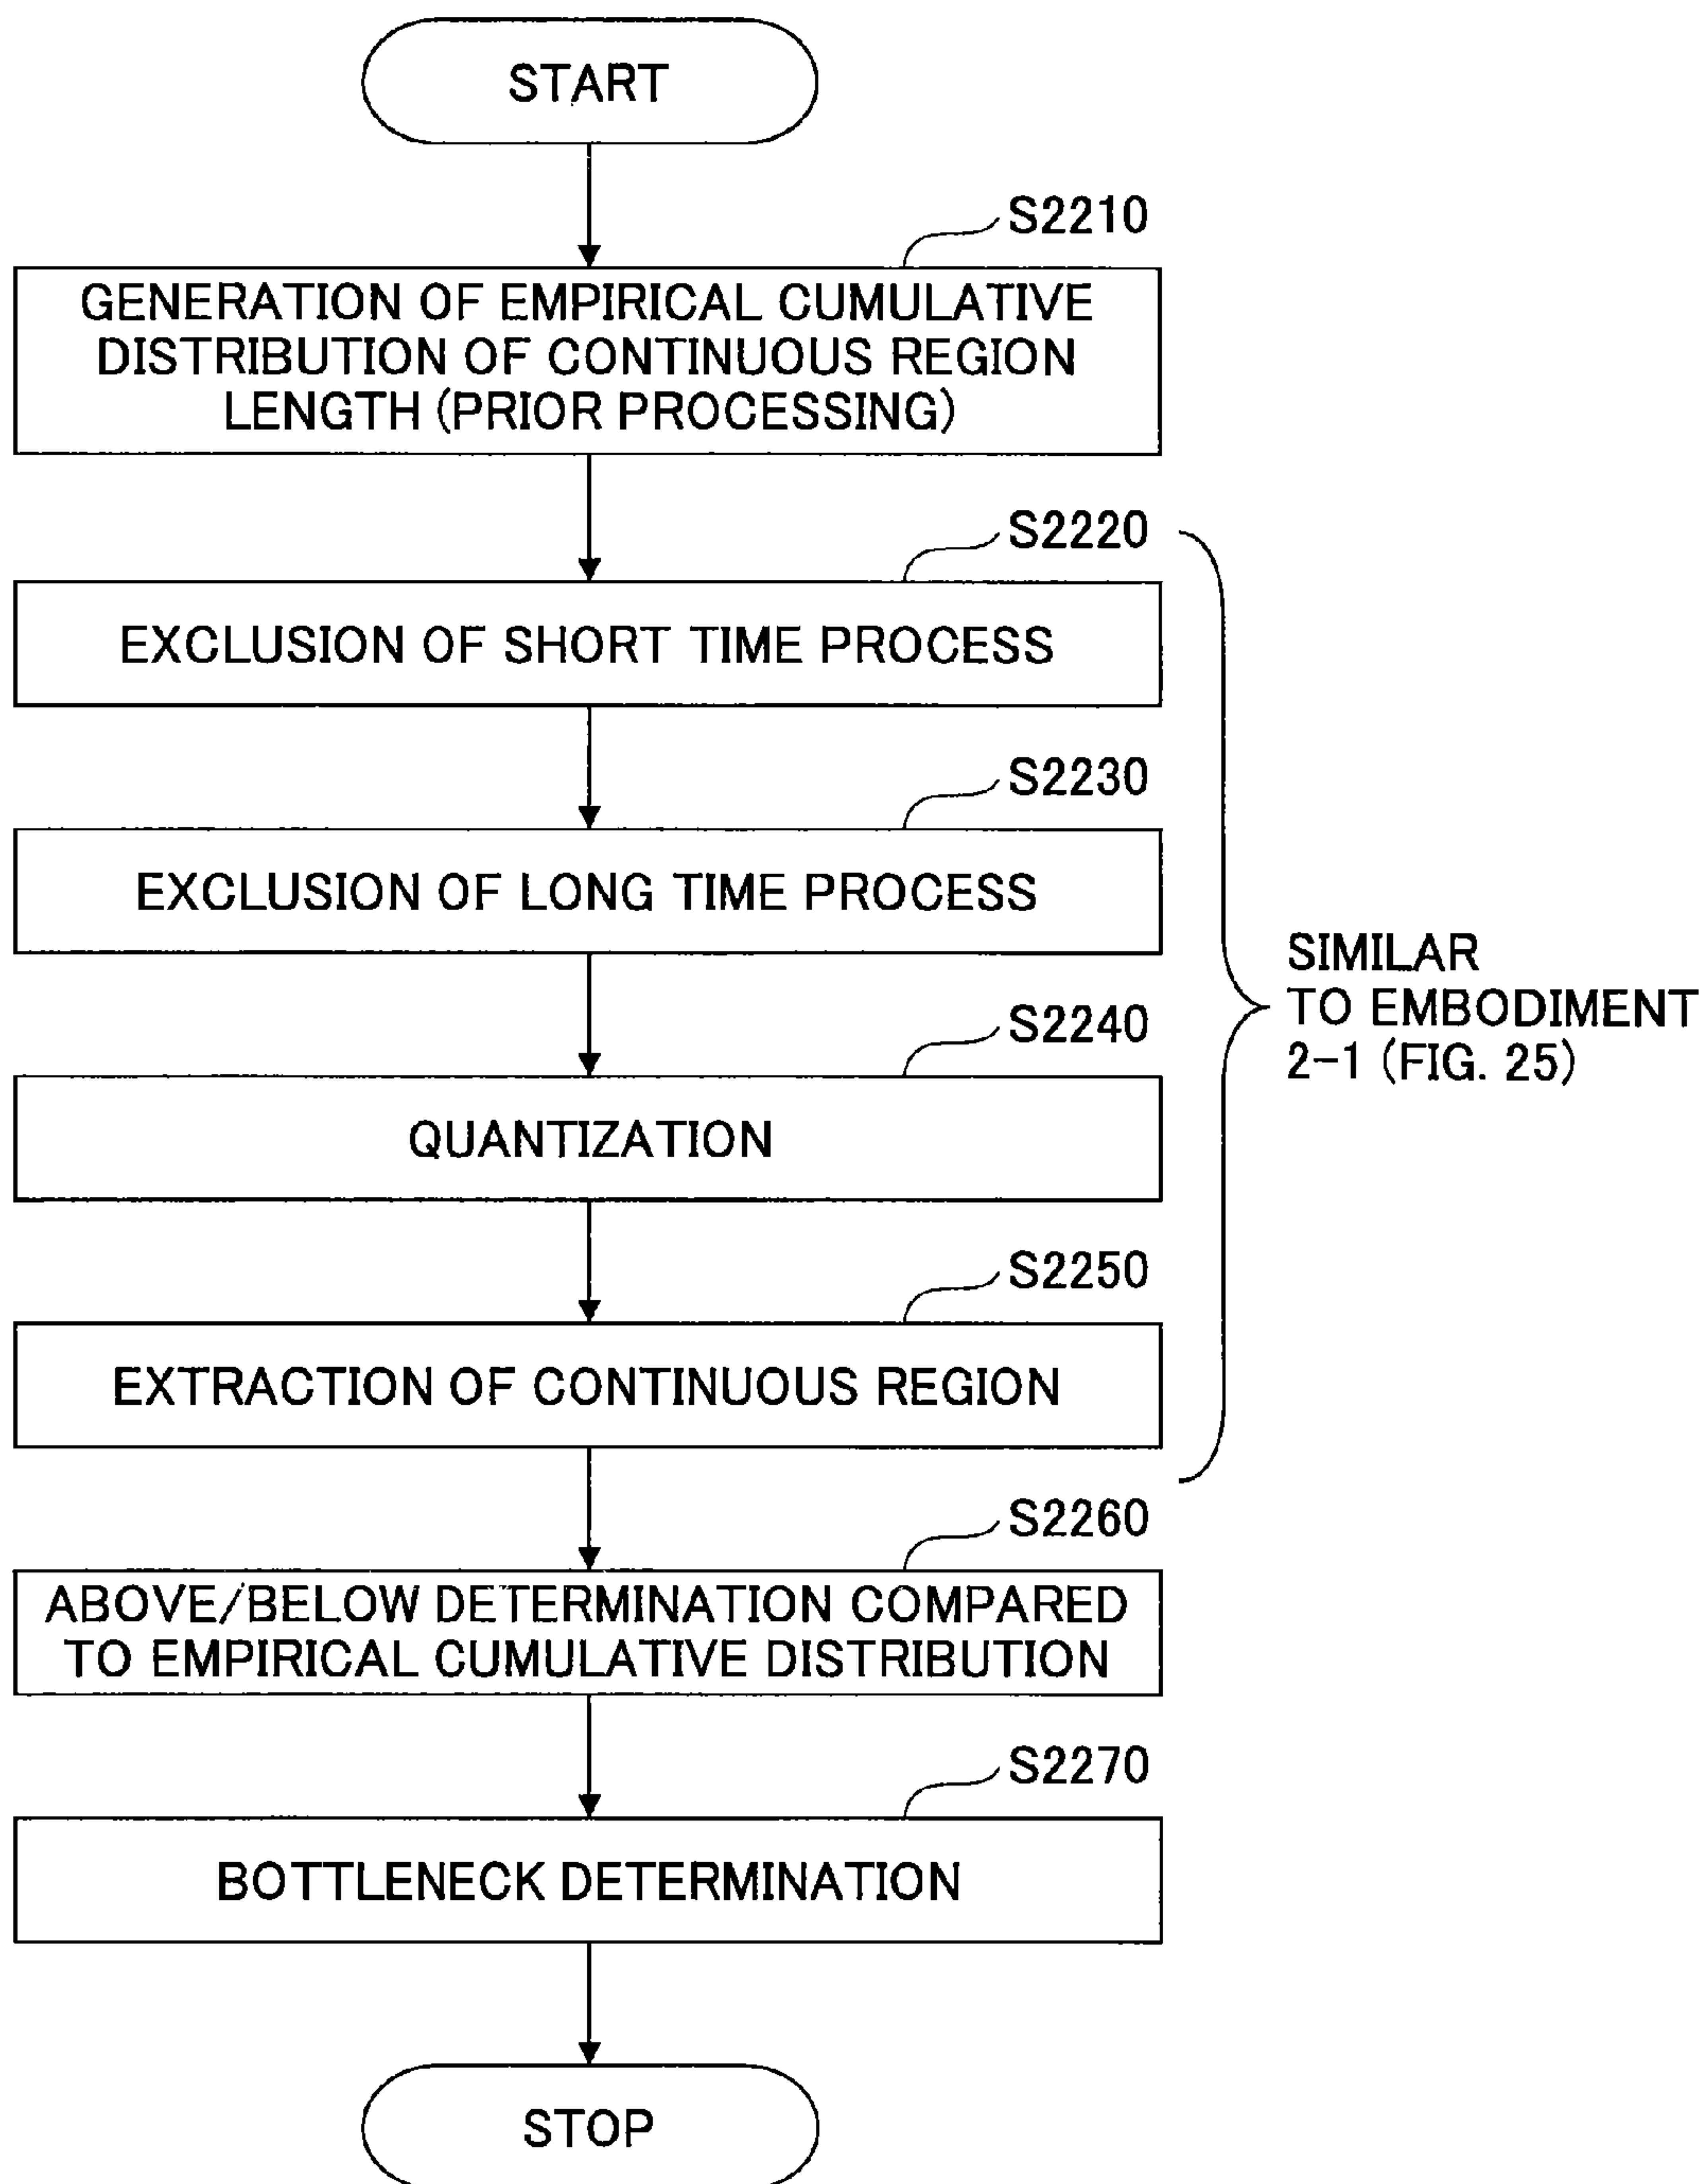 START
S2210
GENERATION OF EMPIRICAL CUMULATIVE
DISTRIBUTION OF CONTINUOUS REGION
LENGTH (PRIOR PROCESSING)
S2220
EXCLUSION OF SHORT TIME PROCESS
S2230
EXCLUSION OF LONG TIME PROCESS
S2240
QUANTIZATION
S2250
EXTRACTION OF CONTINUOUS REGION
SIMILAR
TO EMBODIMENT
2-1 (FIG. 25)
S2260
ABOVE/BELOW DETERMINATION COMPARED
TO EMPIRICAL CUMULATIVE DISTRIBUTION
S2270
BOTTLENECK DETERMINATION
STOP